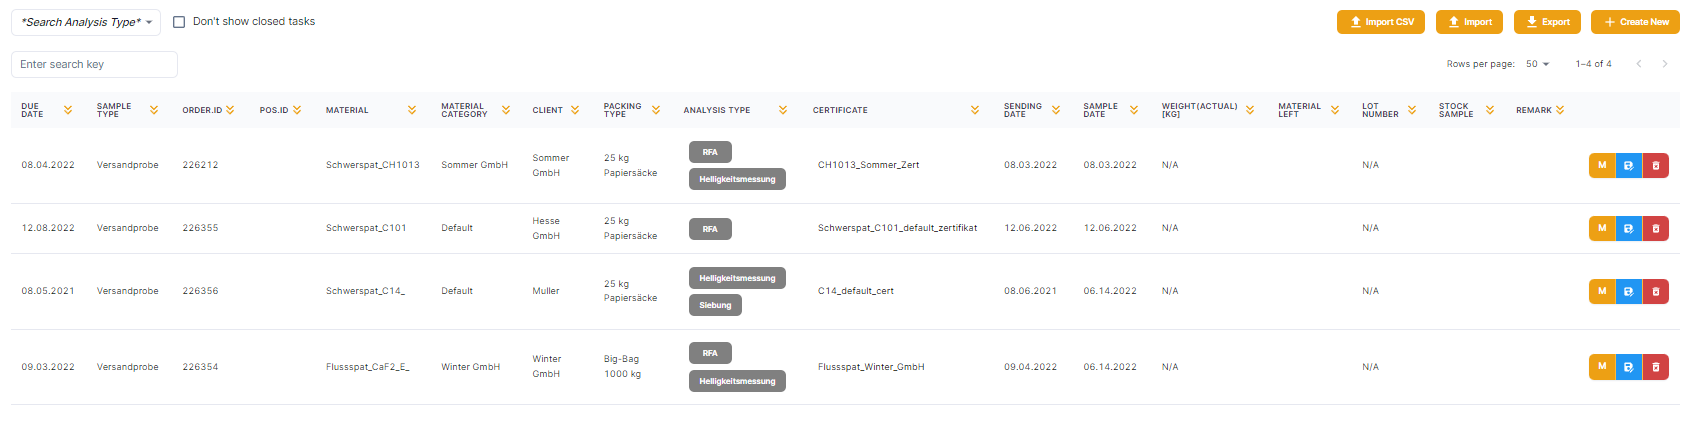 *Search Analysis Type* Don't show closed tasks Import CSV Import Export Create New
Enter search key Rows per page: 50 1–4 of 4
DUE DATE SAMPLE TYPE ORDER.ID POS.ID MATERIAL MATERIAL CATEGORY CLIENT PACKING TYPE ANALYSIS TYPE CERTIFICATE SENDING DATE SAMPLE DATE WEIGHT(ACTUAL) [KG] MATERIAL LEFT LOT NUMBER STOCK SAMPLE REMARK
08.04.2022 Versandprobe 226212 Schwerspat_CH1013 Sommer GmbH Sommer GmbH 25 kg Papiersäcke RFA Helligkeitsmessung CH1013_Sommer_Zert 08.03.2022 08.03.2022 N/A N/A M
12.08.2022 Versandprobe 226355 Schwerspat_C101 Default Hesse GmbH 25 kg Papiersäcke RFA Schwerspat_C101_default_zertifikat 12.06.2022 12.06.2022 N/A N/A M
08.05.2021 Versandprobe 226356 Schwerspat_C14_ Default Muller 25 kg Papiersäcke Helligkeitsmessung Siebung C14_default_cert 08.06.2021 06.14.2022 N/A N/A M
09.03.2022 Versandprobe 226354 Flussspat_CaF2_E_ Winter GmbH Winter GmbH Big-Bag 1000 kg RFA Helligkeitsmessung Flussspat_Winter_GmbH 09.04.2022 06.14.2022 N/A N/A M